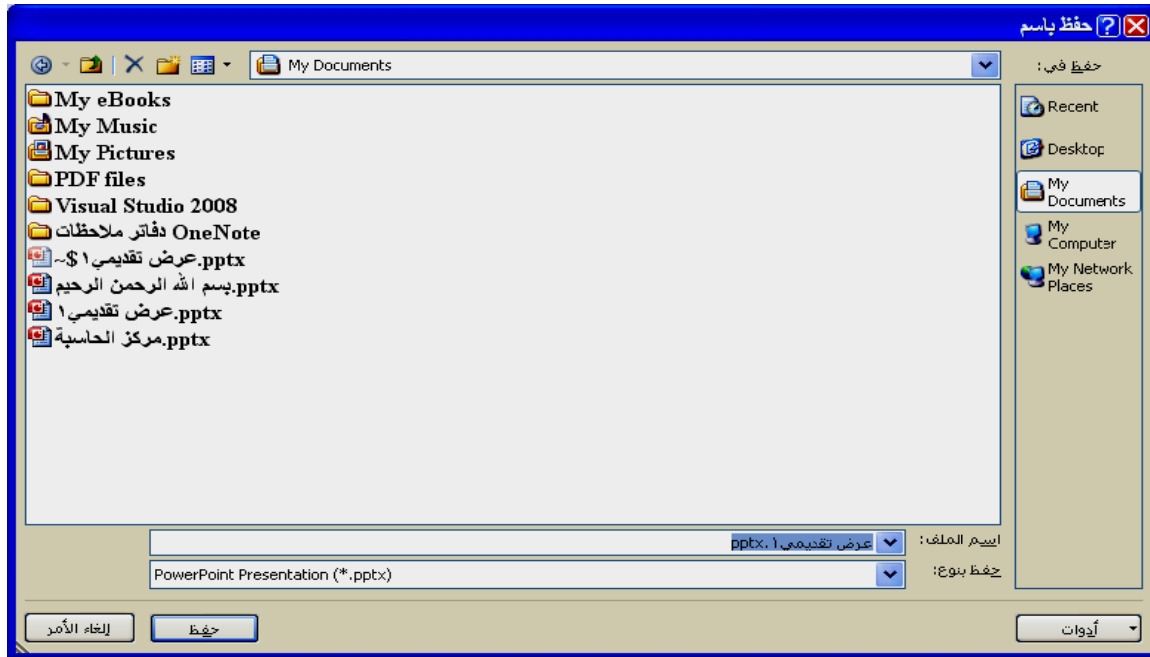 حفظ باسم
حفظ في:
My Documents
Recent
Desktop
My Documents
My Computer
My Network Places
My eBooks
My Music
My Pictures
PDF files
Visual Studio 2008
دفاتر ملاحظات OneNote
~$عرض تقديمي١.pptx
بسم الله الرحمن الرحيم.pptx
عرض تقديمي١.pptx
مركز الحاسبة.pptx
اسم الملف:
عرض تقديمي١.pptx
حفظ بنوع:
PowerPoint Presentation (*.pptx)
أدوات
حفظ
إلغاء الأمر